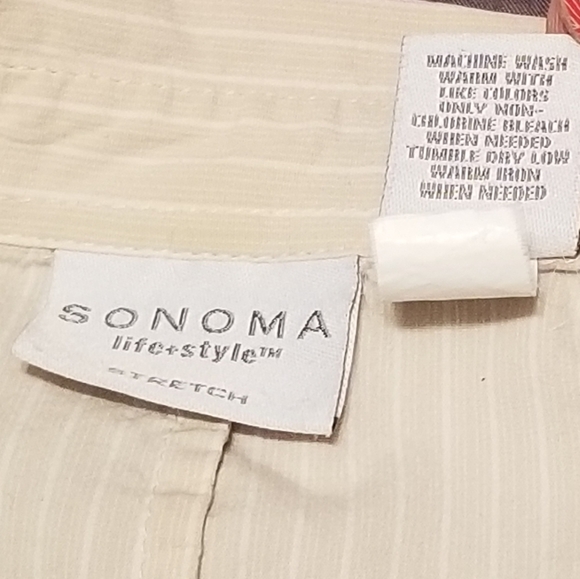 MACHINE WASH
WARM WITH
LIKE COLORS
ONLY NON-
CHLORINE BLEACH
WHEN NEEDED
TUMBLE DRY LOW
WARM IRON
WHEN NEEDED
SONOMA
life+style™
STRETCH